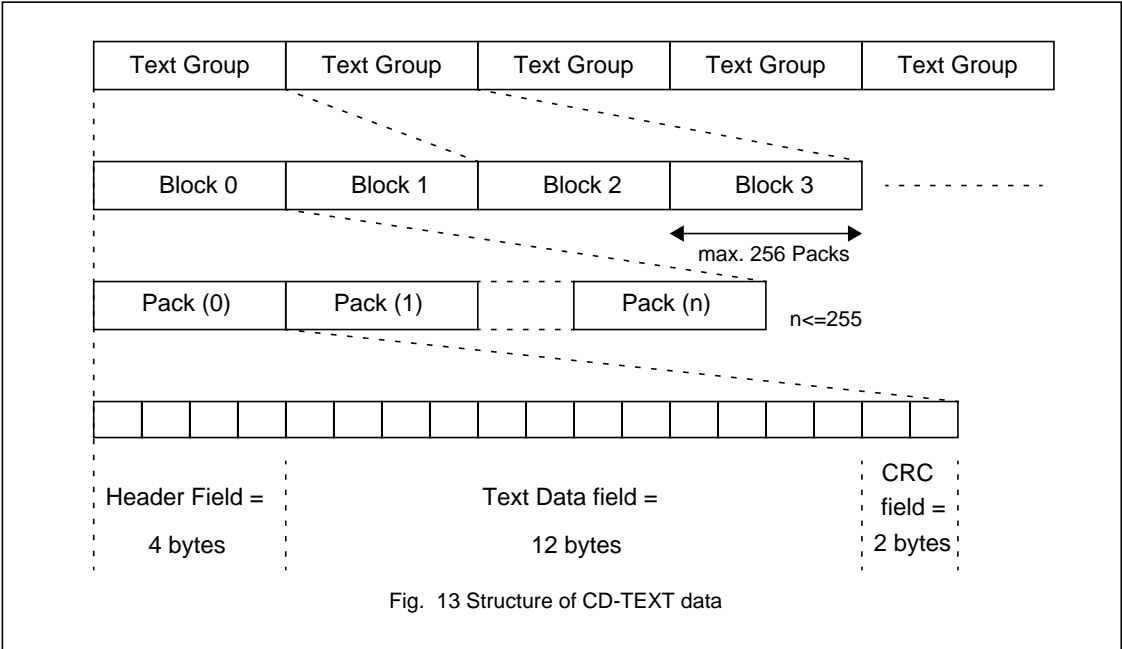 Text Group Text Group Text Group Text Group Text Group
Block 0 Block 1 Block 2 Block 3
max. 256 Packs
Pack (0) Pack (1) Pack (n)
n<=255
Header Field =
4 bytes
Text Data field =
12 bytes
CRC
field =
2 bytes
Fig. 13 Structure of CD-TEXT data